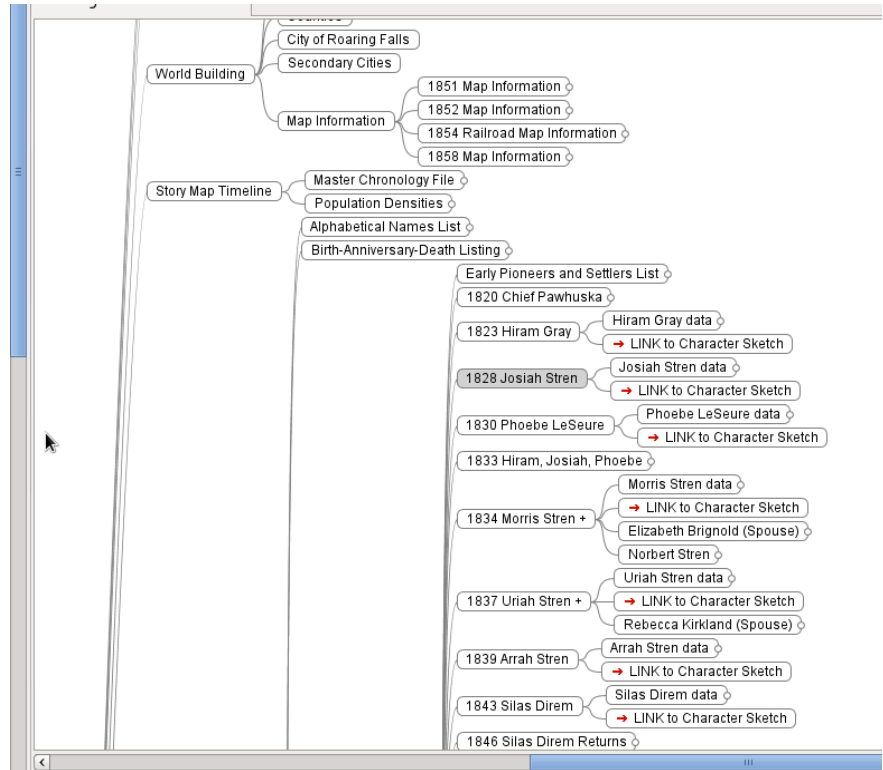 Counties
City of Roaring Falls
Secondary Cities
World Building
Map Information
1851 Map Information
1852 Map Information
1854 Railroad Map Information
1858 Map Information
Story Map Timeline
Master Chronology File
Population Densities
Alphabetical Names List
Birth-Anniversary-Death Listing
Early Pioneers and Settlers List
1820 Chief Pawhuska
1823 Hiram Gray
Hiram Gray data
LINK to Character Sketch
1828 Josiah Stren
Josiah Stren data
LINK to Character Sketch
1830 Phoebe LeSeure
Phoebe LeSeure data
LINK to Character Sketch
1833 Hiram, Josiah, Phoebe
1834 Morris Stren +
Morris Stren data
LINK to Character Sketch
Elizabeth Brignold (Spouse)
Norbert Stren
1837 Uriah Stren +
Uriah Stren data
LINK to Character Sketch
Rebecca Kirkland (Spouse)
1839 Arrah Stren
Arrah Stren data
LINK to Character Sketch
1843 Silas Direm
Silas Direm data
LINK to Character Sketch
1846 Silas Direm Returns